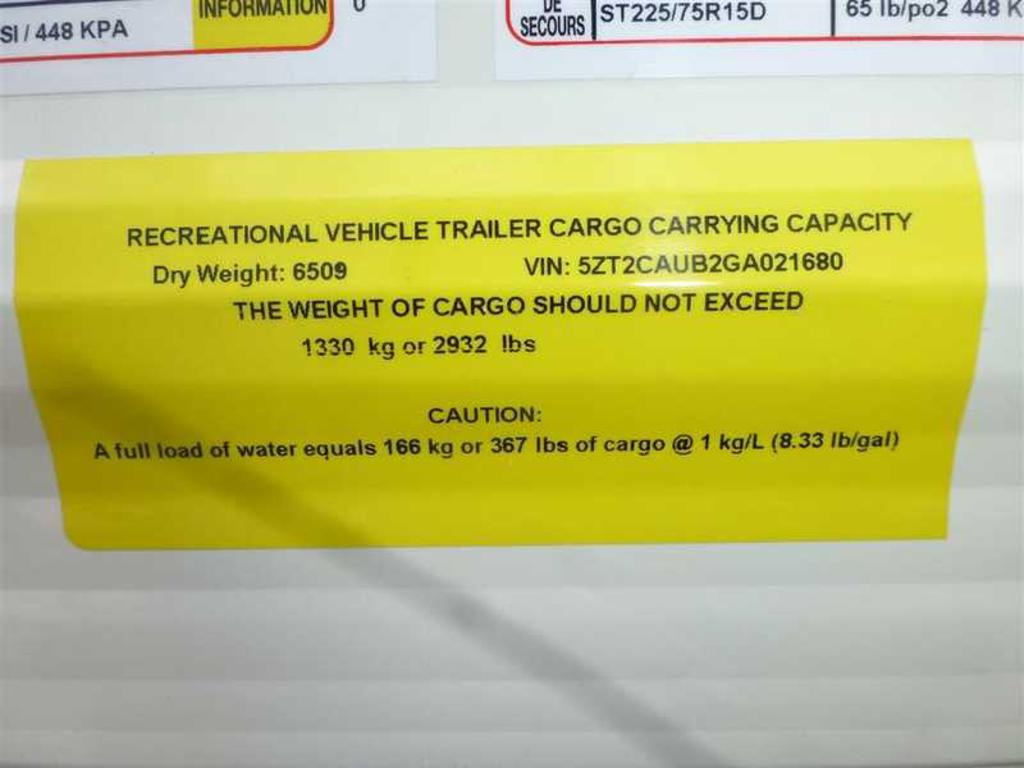 SI / 448 KPA INFORMATION 0
DE
SECOURS ST225/75R15D 65 lb/po2 448 K
RECREATIONAL VEHICLE TRAILER CARGO CARRYING CAPACITY
Dry Weight: 6509 VIN: 5ZT2CAUB2GA021680
THE WEIGHT OF CARGO SHOULD NOT EXCEED
1330 kg or 2932 lbs
CAUTION:
A full load of water equals 166 kg or 367 lbs of cargo @ 1 kg/L (8.33 lb/gal)